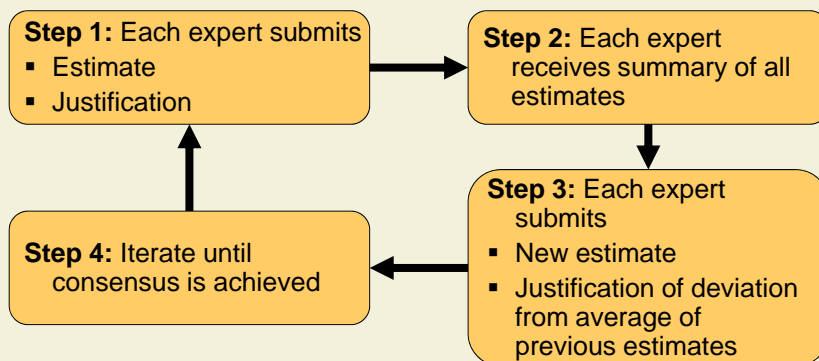 Step 1: Each expert submits
▪ Estimate
▪ Justification
Step 2: Each expert
receives summary of all
estimates
Step 3: Each expert
submits
▪ New estimate
▪ Justification of deviation
from average of
previous estimates
Step 4: Iterate until
consensus is achieved